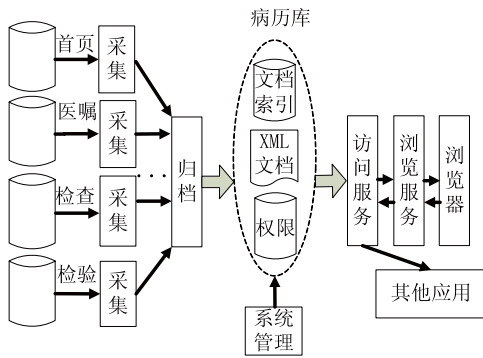 病历库
首页
采集
医嘱
采集
检查
采集
检验
采集
...
归档
文档
索引
XML
文档
权限
系统
管理
访问服务
浏览服务
浏览器
其他应用